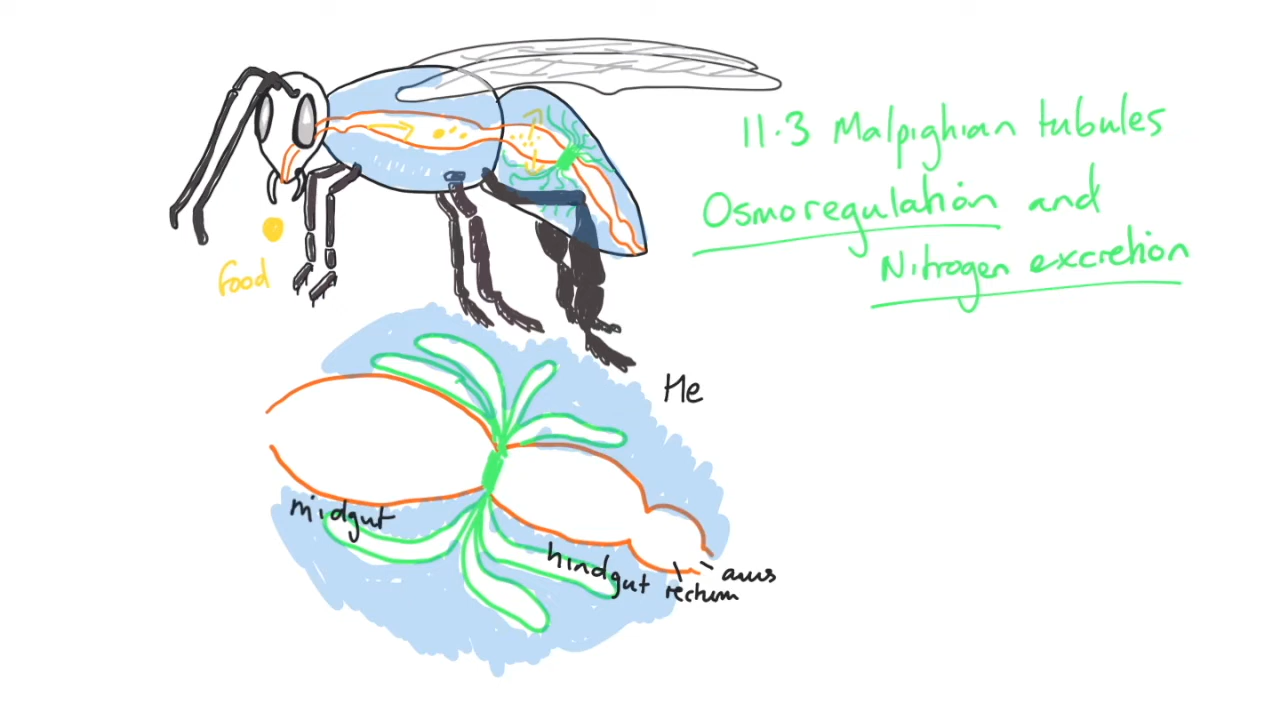 11.3 Malpighian tubules
Osmoregulation and
Nitrogen excretion
food
He
midgut
hindgut
anus
rectum